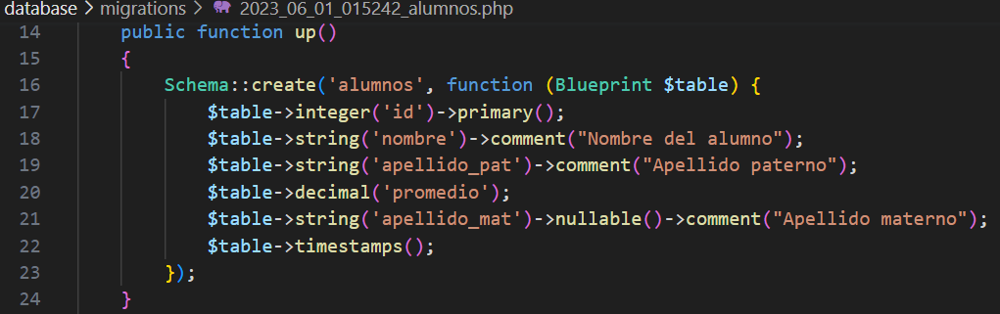 database > migrations > 2023_06_01_015242_alumnos.php
14 public function up()
15 {
16 Schema::create('alumnos', function (Blueprint $table) {
17 $table->integer('id')->primary();
18 $table->string('nombre')->comment("Nombre del alumno");
19 $table->string('apellido_pat')->comment("Apellido paterno");
20 $table->decimal('promedio');
21 $table->string('apellido_mat')->nullable()->comment("Apellido materno");
22 $table->timestamps();
23 });
24 }